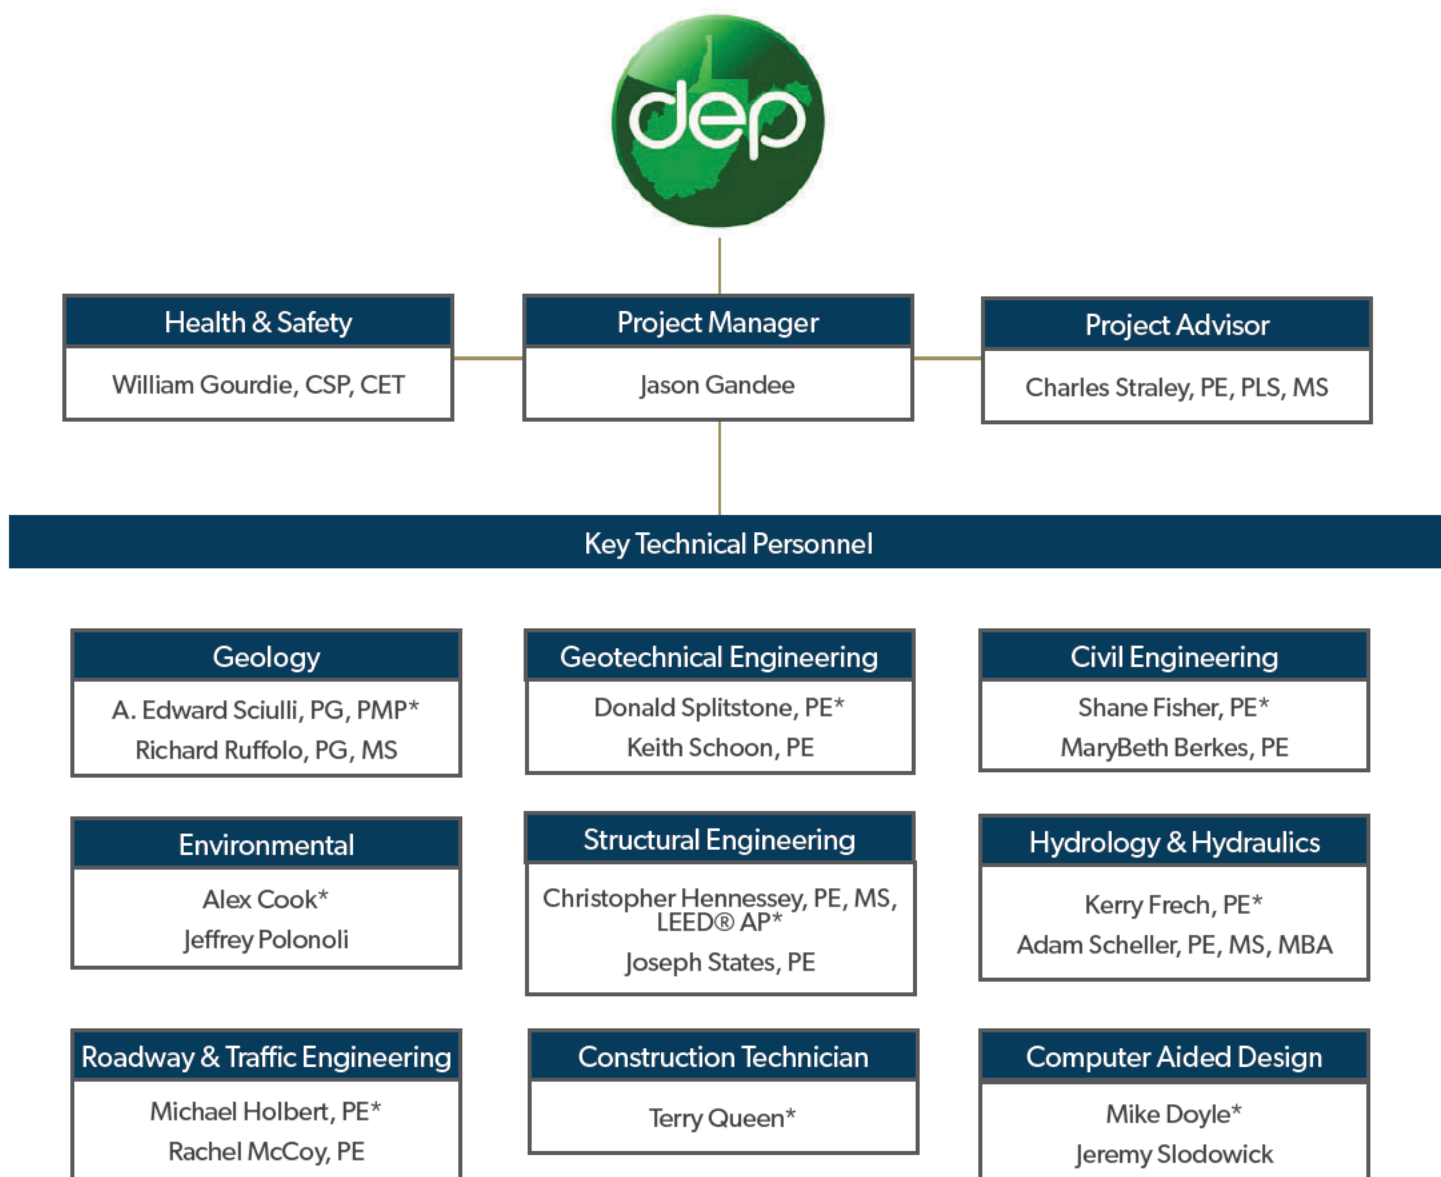 dep
Health & Safety
William Gourdie, CSP, CET
Project Manager
Jason Gandee
Project Advisor
Charles Straley, PE, PLS, MS
Key Technical Personnel
Geology
A. Edward Sciulli, PG, PMP*
Richard Ruffolo, PG, MS
Geotechnical Engineering
Donald Splitstone, PE*
Keith Schoon, PE
Civil Engineering
Shane Fisher, PE*
MaryBeth Berkes, PE
Environmental
Alex Cook*
Jeffrey Polonoli
Structural Engineering
Christopher Hennessey, PE, MS,
LEED® AP*
Joseph States, PE
Hydrology & Hydraulics
Kerry Frech, PE*
Adam Scheller, PE, MS, MBA
Roadway & Traffic Engineering
Michael Holbert, PE*
Rachel McCoy, PE
Construction Technician
Terry Queen*
Computer Aided Design
Mike Doyle*
Jeremy Slodowick